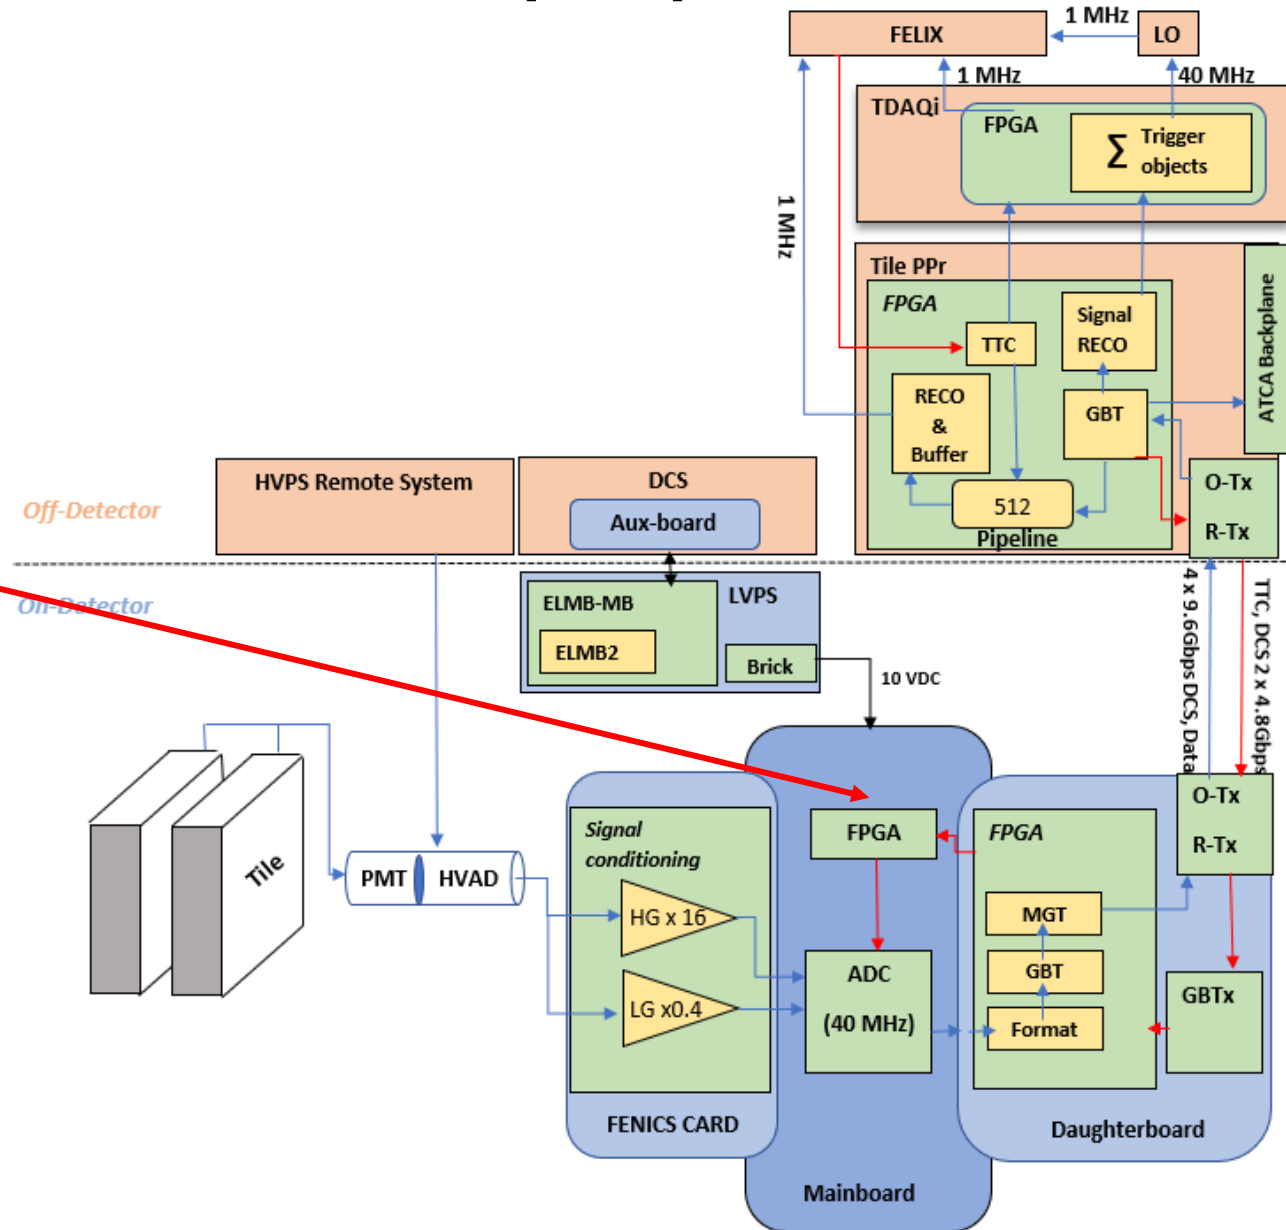 FELIX
1 MHz
LO
1 MHz
40 MHz
TDAQi
FPGA
Σ
Trigger
objects
1 MHz
Tile PPr
FPGA
TTC
Signal
RECO
RECO
&
Buffer
GBT
512
Pipeline
ATCA Backplane
O-Tx
R-Tx
HVPS Remote System
DCS
Aux-board
Off-Detector
On-Detector
ELMB-MB
ELMB2
LVPS
Brick
10 VDC
4 x 9.6Gbps DCS, Data
TTC, DCS 2 x 4.8Gbps
Tile
PMT
HVAD
Signal
conditioning
HG x 16
LG x0.4
FENICS CARD
FPGA
ADC
(40 MHz)
Mainboard
FPGA
MGT
GBT
Format
O-Tx
R-Tx
GBTx
Daughterboard